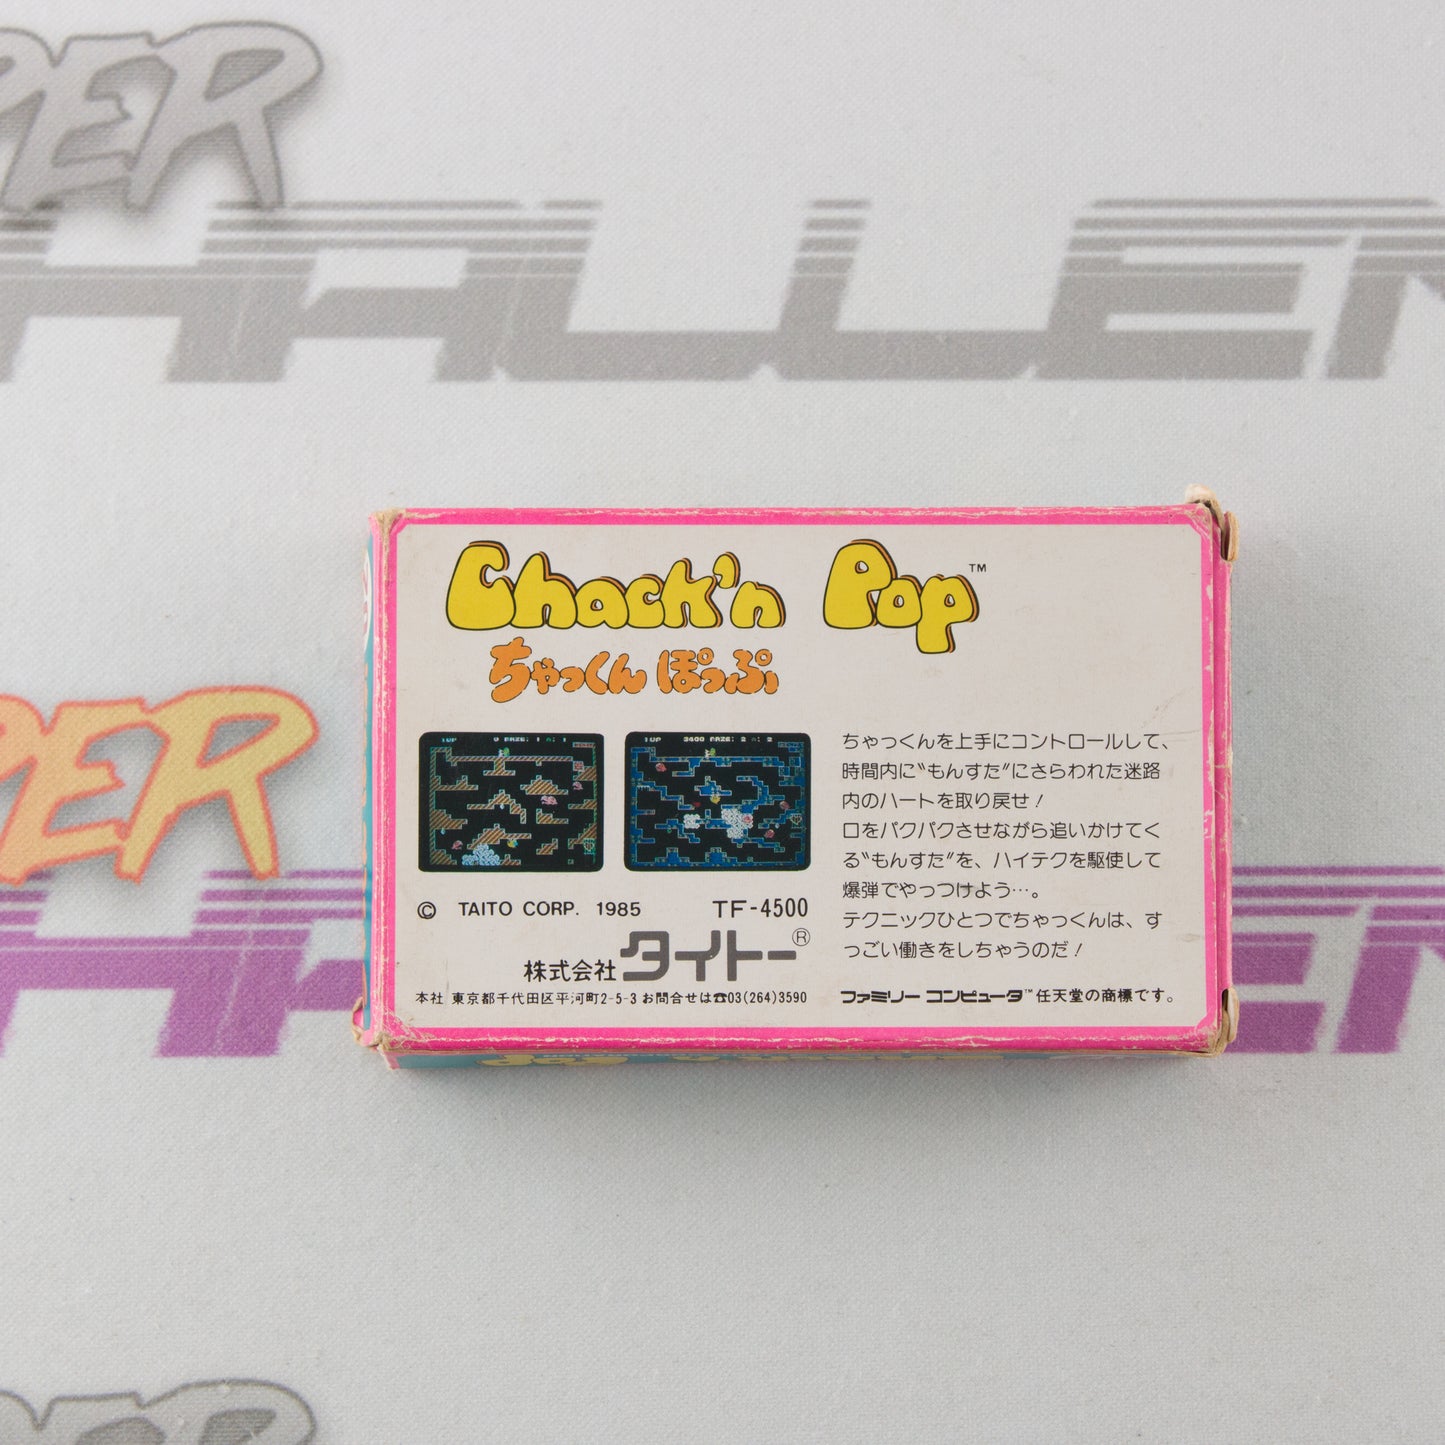 Chack'n Pop™
ちゃっくん ぽっぷ
TOP 0 MAZE: 1
TOP 3400 MAZE: 2
ちゃっくんを上手にコントロールして、
時間内に〝もんすた〟にさらわれた迷路
内のハートを取り戻せ！
口をパクパクさせながら追いかけてく
る〝もんすた〟を、ハイテクを駆使して
爆弾でやっつけよう…。
テクニックひとつでちゃっくんは、す
っごい働きをしちゃうのだ！
© TAITO CORP. 1985 TF-4500
株式会社タイトー®
本社 東京都千代田区平河町2-5-3 お問合せは☎03(264)3590
ファミリー コンピュータ™任天堂の商標です。